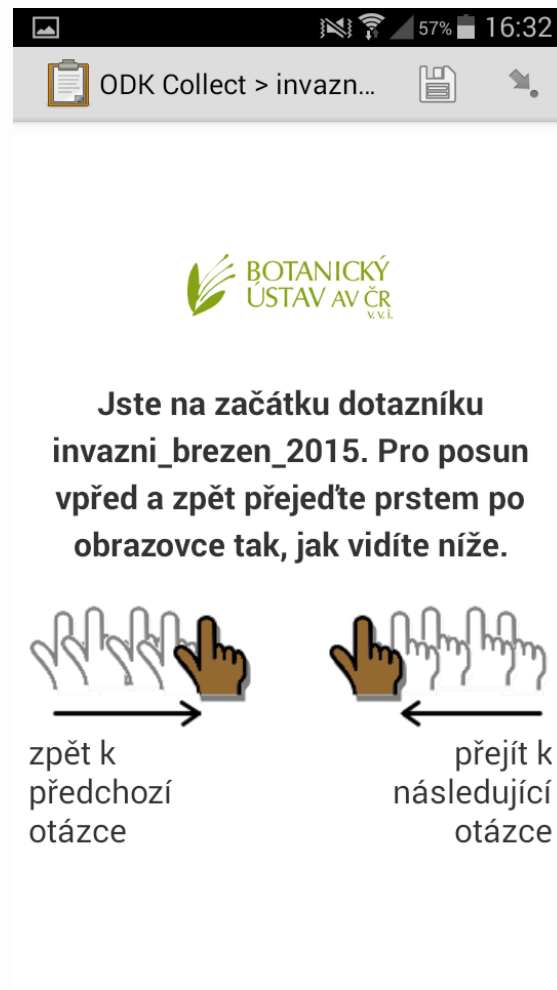 57% 16:32
ODK Collect > invazn...
BOTANICKÝ
ÚSTAV AV ČR
v.v.i.
Jste na začátku dotazníku
invazni_brezen_2015. Pro posun
vpřed a zpět přejeďte prstem po
obrazovce tak, jak vidíte níže.
zpět k
předchozí
otázce
přejít k
následující
otázce